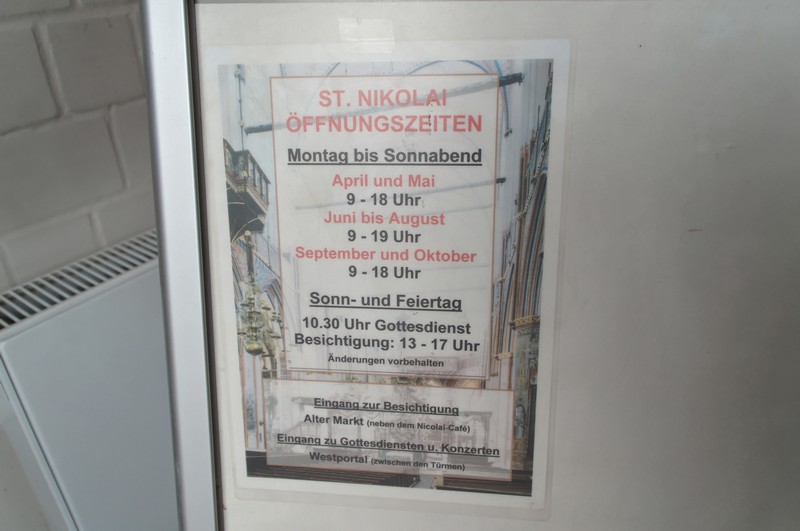 ST. NIKOLAI
ÖFFNUNGSZEITEN
Montag bis Sonnabend
April und Mai
9 - 18 Uhr
Juni bis August
9 - 19 Uhr
September und Oktober
9 - 18 Uhr
Sonn- und Feiertag
10.30 Uhr Gottesdienst
Besichtigung: 13 - 17 Uhr
Änderungen vorbehalten
Eingang zur Besichtigung
Alter Markt (neben dem Nicolai-Café)
Eingang zu Gottesdiensten u. Konzerten
Westportal (zwischen den Türmen)